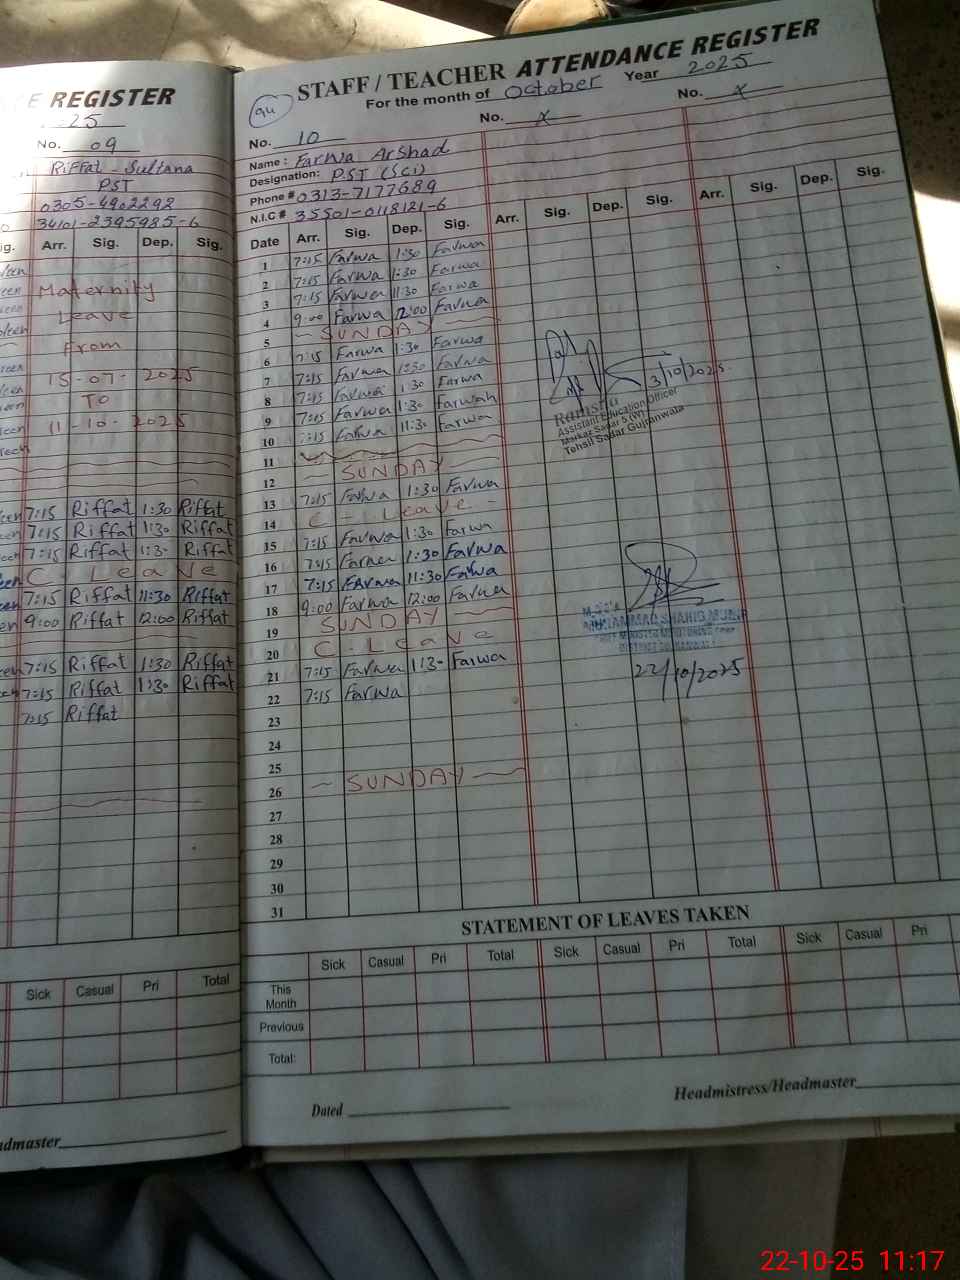 E REGISTER
25
No. 09
Riffat Sultana
PST
0305-4902292
34101-2395985-6
Arr. Sig. Dep. Sig.
Maternity
Leave
From
15-07-2025
TO
11-10-2025
7:15 Riffat 1:30 Riffat
7:15 Riffat 1:30 Riffat
7:15 Riffat 1:3- Riffat
C. Leave
7:15 Riffat 11:30 Riffat
9:00 Riffat 12:00 Riffat
7:15 Riffat 1:30 Riffat
7:15 Riffat 1:30 Riffat
7:15 Riffat
Sick Casual Pri Total
dmaster
STAFF / TEACHER ATTENDANCE REGISTER
For the month of October Year 2025
No. 10 No. x No. x
Name : Farwa Arshad
Designation: PST (Sci)
Phone # 0313-7177689
N.I.C # 35501-0118121-6
Date Arr. Sig. Dep. Sig. Arr. Sig. Dep. Sig. Arr. Sig. Dep. Sig.
1 7:15 Farwa 1:30 Farwa
2 7:15 Farwa 1:30 Farwa
3 7:15 Farwa 11:30 Farwa
4 9:00 Farwa 12:00 Farwa
5 SUNDAY
6 7:15 Farwa 1:30 Farwa
7 7:15 Farwa 1:30 Farwa
8 7:15 Farwa 1:30 Farwa
9 7:15 Farwa 1:30 Farwah
10 7:15 Farwa 11:30 Farwa
11
12 SUNDAY
13 7:15 Farwa 1:30 Farwa
14 C - Leave -
15 7:15 Farwa 1:30 Farwa
16 7:15 Farwa 1:30 Farwa
17 7:15 FArwa 11:30 Farwa
18 9:00 Farwa 12:00 Farwa
19 SUNDAY
20 C. Leave
21 7:15 Farwa 1:30 Farwa
22 7:15 Farwa
23
24
25
26 SUNDAY
27
28
29
30
31
3/10/2025
Ramsha
Assistant Education Officer
Markaz Sadar 5 (W)
Tehsil Sadar Gujranwala
MUHAMMAD SHAHID MUNIR
22/10/2025
STATEMENT OF LEAVES TAKEN
Sick Casual Pri Total Sick Casual Pri Total Sick Casual Pri
This Month
Previous
Total:
Dated
Headmistress/Headmaster
22-10-25 11:17